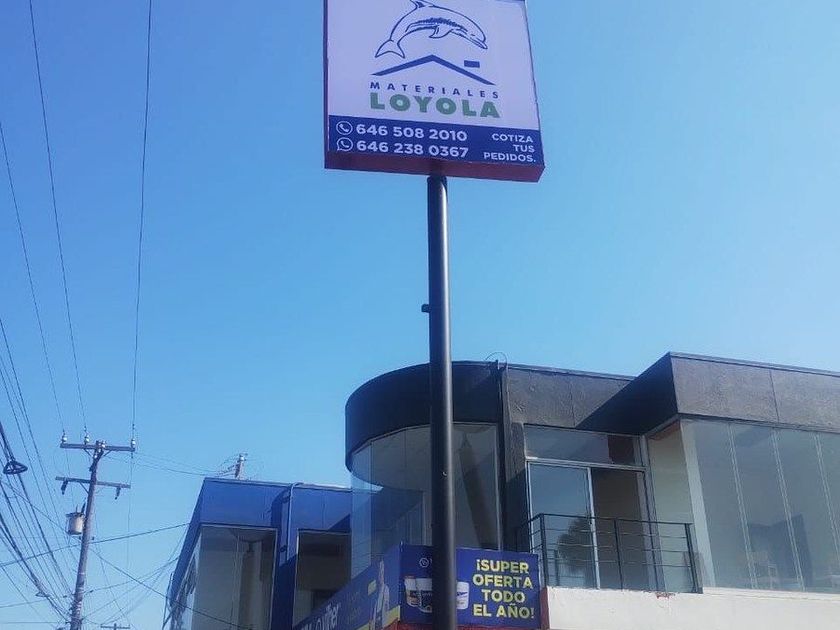 MATERIALES
LOYOLA
646 508 2010
646 238 0367
COTIZA
TUS
PEDIDOS.
¡SUPER
OFERTA
TODO
EL AÑO!